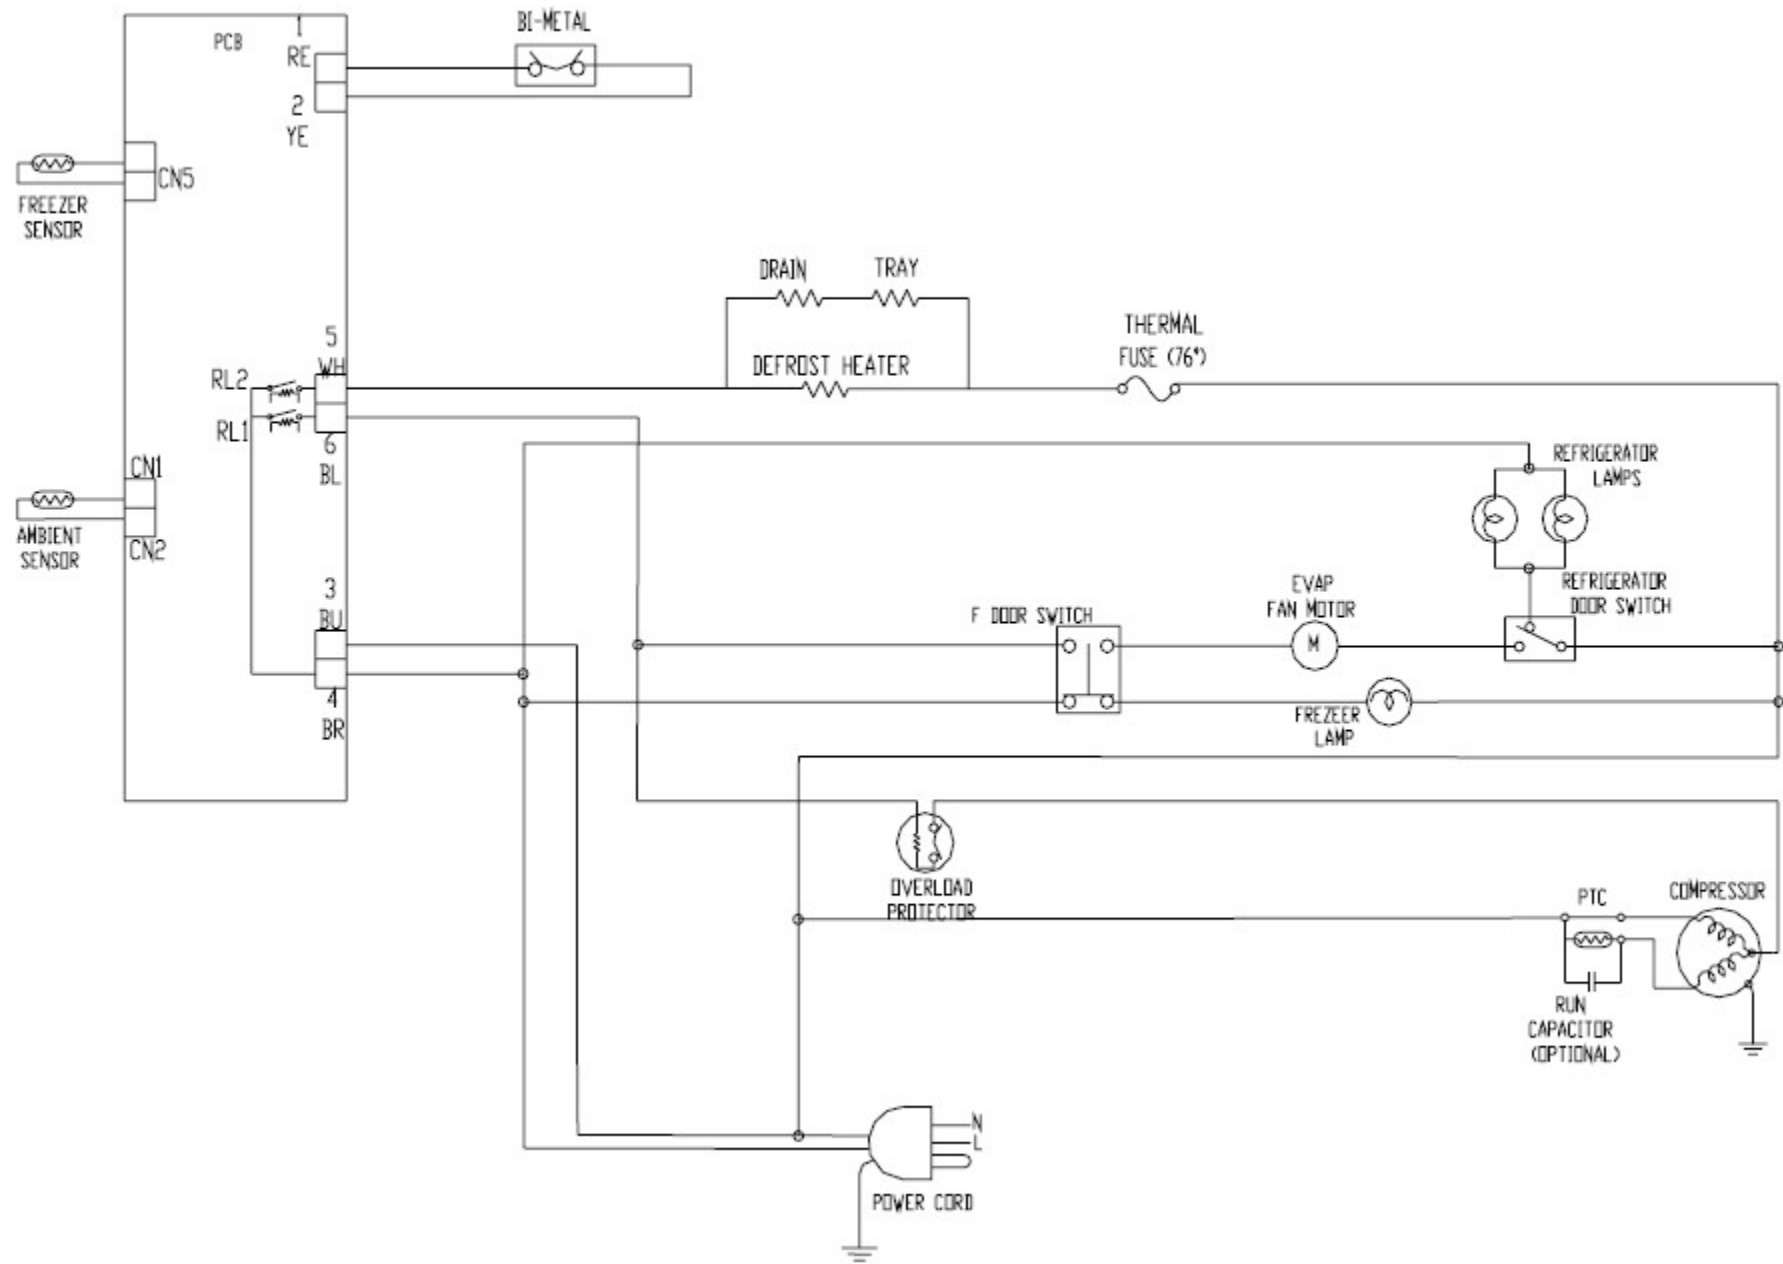 PCB
1
RE
2
YE
BI-METAL
CN5
FREEZER
SENSOR
DRAIN
TRAY
DEFROST HEATER
THERMAL
FUSE (76°)
5
WH
RL2
RL1
6
BL
CN1
CN2
AMBIENT
SENSOR
3
BU
4
BR
REFRIGERATOR
LAMPS
REFRIGERATOR
DOOR SWITCH
EVAP
FAN MOTOR
M
F DOOR SWITCH
FREZEER
LAMP
OVERLOAD
PROTECTOR
PTC
COMPRESSOR
RUN
CAPACITOR
(OPTIONAL)
N
L
POWER CORD